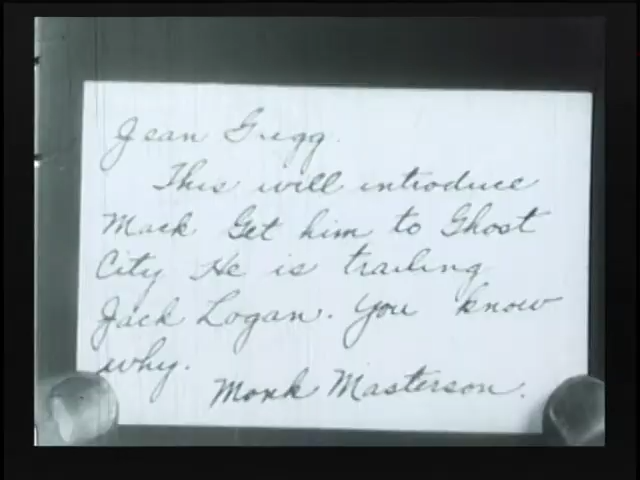 Jean Grigg.
This will introduce
Mack Get him to Ghost
City He is trailing
Jack Logan. You know
why.
Monk Masterson.